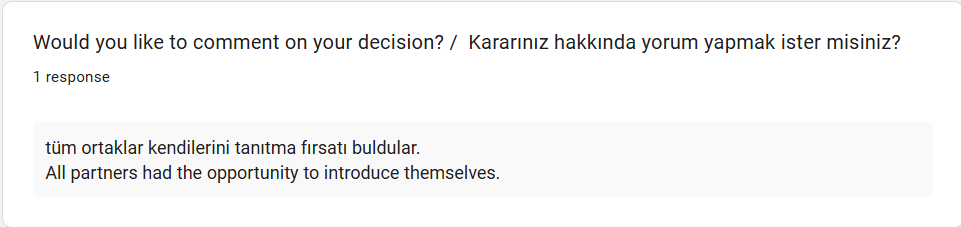 Would you like to comment on your decision? / Kararınız hakkında yorum yapmak ister misiniz?
1 response
tüm ortaklar kendilerini tanıtma fırsatı buldular.
All partners had the opportunity to introduce themselves.